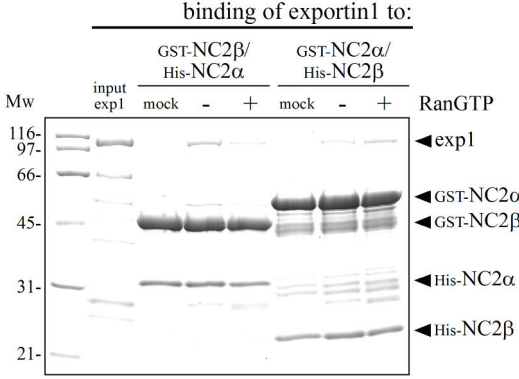 binding of exportin1 to:
GST-NC2β/ GST-NC2α/
His-NC2α His-NC2β
input
exp1
Mw mock - + mock - + RanGTP
116-
97-
exp1
66-
GST-NC2α
45-
GST-NC2β
31-
His-NC2α
His-NC2β
21-